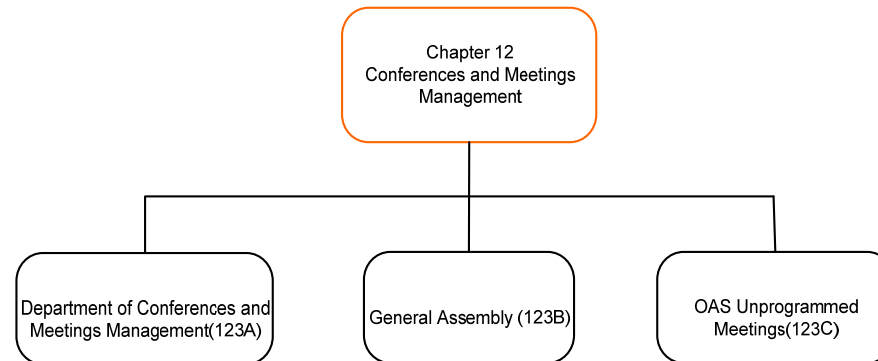 Chapter 12
Conferences and Meetings
Management
Department of Conferences and
Meetings Management(123A)
General Assembly (123B)
OAS Unprogrammed
Meetings(123C)